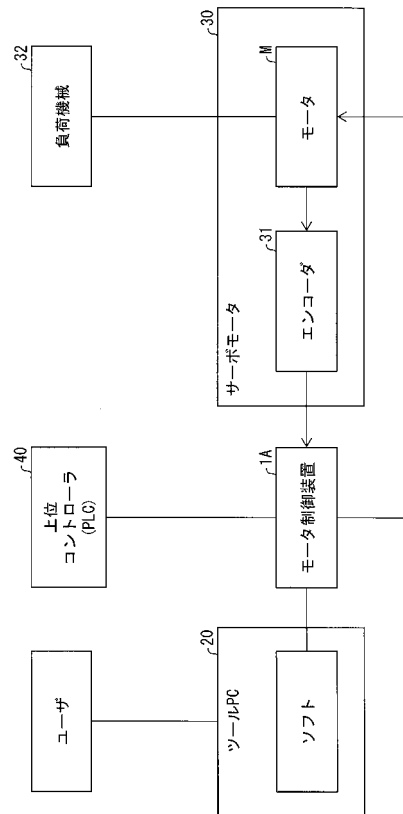 ユーザ
上位
コントローラ
(PLC)
40
負荷機械
32
ツールPC
20
ソフト
モータ制御装置
1A
サーボモータ
30
エンコーダ
31
モータ
M